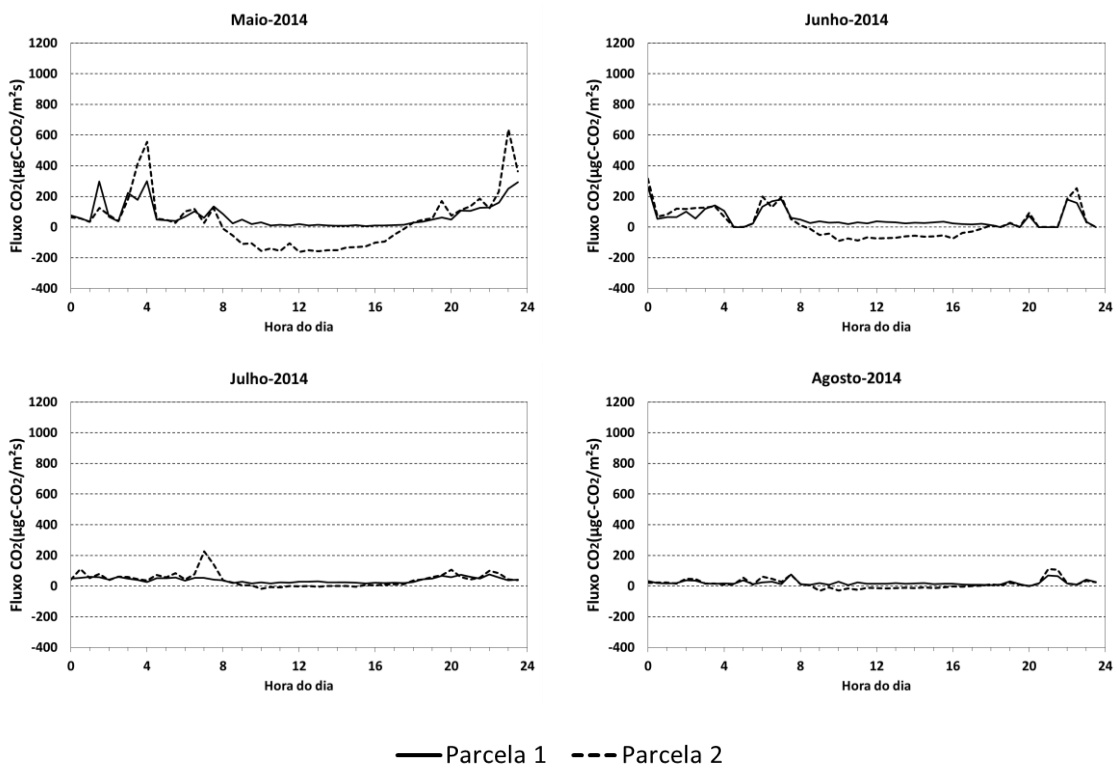 Maio-2014
Fluxo CO₂(µgC-CO₂/m²s)
1200
1000
800
600
400
200
0
-200
-400
0 4 8 12 16 20 24
Hora do dia
Junho-2014
Fluxo CO₂(µgC-CO₂/m²s)
1200
1000
800
600
400
200
0
-200
-400
0 4 8 12 16 20 24
Hora do dia
Julho-2014
Fluxo CO₂(µgC-CO₂/m²s)
1200
1000
800
600
400
200
0
-200
-400
0 4 8 12 16 20 24
Hora do dia
Agosto-2014
Fluxo CO₂(µgC-CO₂/m²s)
1200
1000
800
600
400
200
0
-200
-400
0 4 8 12 16 20 24
Hora do dia
Parcela 1 Parcela 2